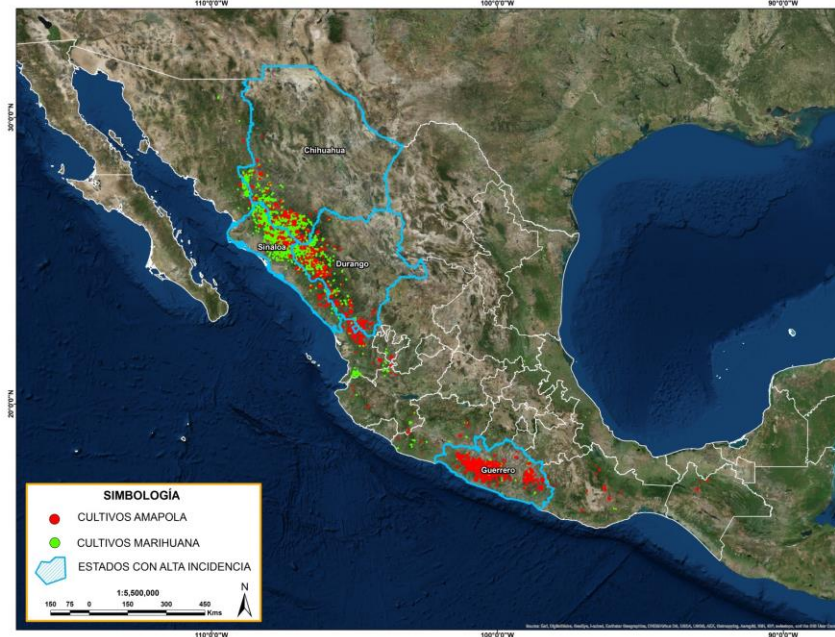 110°0'0"W
100°0'0"W
90°0'0"W
30°0'0"N
20°0'0"N
Chihuahua
Sinaloa
Durango
Guerrero
SIMBOLOGÍA
CULTIVOS AMAPOLA
CULTIVOS MARIHUANA
ESTADOS CON ALTA INCIDENCIA
1:5,500,000
N
150 75 0 150 300 450
Kms
110°0'0"W
100°0'0"W
90°0'0"W